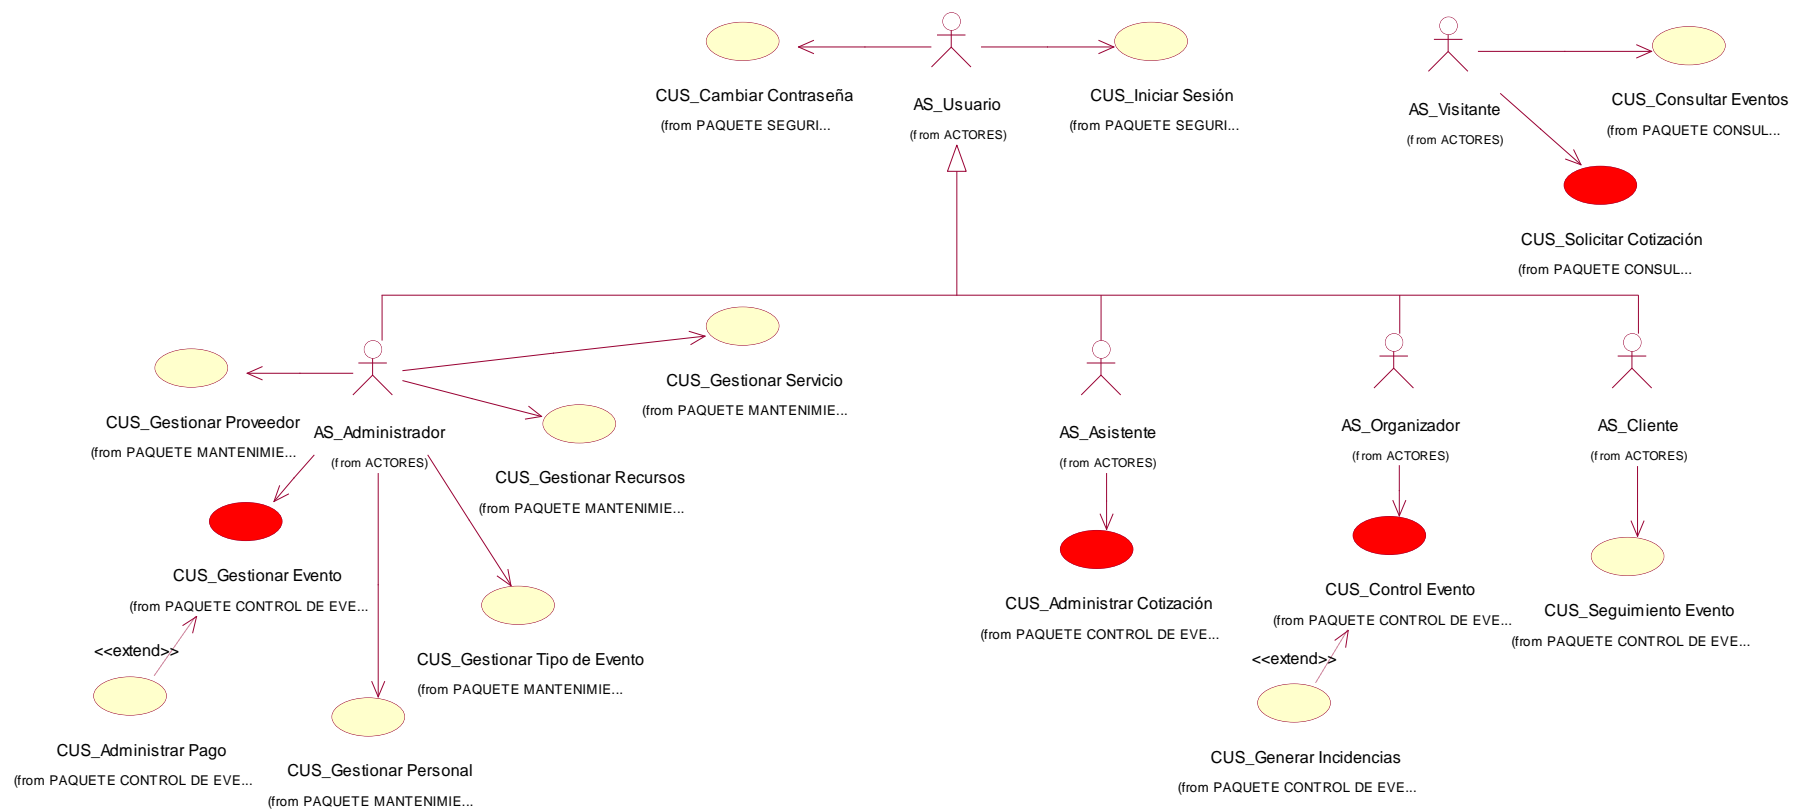 CUS_Cambiar Contraseña
(from PAQUETE SEGURI...
AS_Usuario
(from ACTORES)
CUS_Iniciar Sesión
(from PAQUETE SEGURI...
AS_Visitante
(from ACTORES)
CUS_Consultar Eventos
(from PAQUETE CONSUL...
CUS_Solicitar Cotización
(from PAQUETE CONSUL...
CUS_Gestionar Proveedor
(from PAQUETE MANTENIMIE...
AS_Administrador
(from ACTORES)
CUS_Gestionar Servicio
(from PAQUETE MANTENIMIE...
CUS_Gestionar Recursos
(from PAQUETE MANTENIMIE...
AS_Asistente
(from ACTORES)
AS_Organizador
(from ACTORES)
AS_Cliente
(from ACTORES)
CUS_Gestionar Evento
(from PAQUETE CONTROL DE EVE...
<<extend>>
CUS_Gestionar Tipo de Evento
(from PAQUETE MANTENIMIE...
CUS_Administrar Cotización
(from PAQUETE CONTROL DE EVE...
CUS_Control Evento
(from PAQUETE CONTROL DE EVE...
<<extend>>
CUS_Seguimiento Evento
(from PAQUETE CONTROL DE EVE...
CUS_Administrar Pago
(from PAQUETE CONTROL DE EVE...
CUS_Gestionar Personal
(from PAQUETE MANTENIMIE...
CUS_Generar Incidencias
(from PAQUETE CONTROL DE EVE...